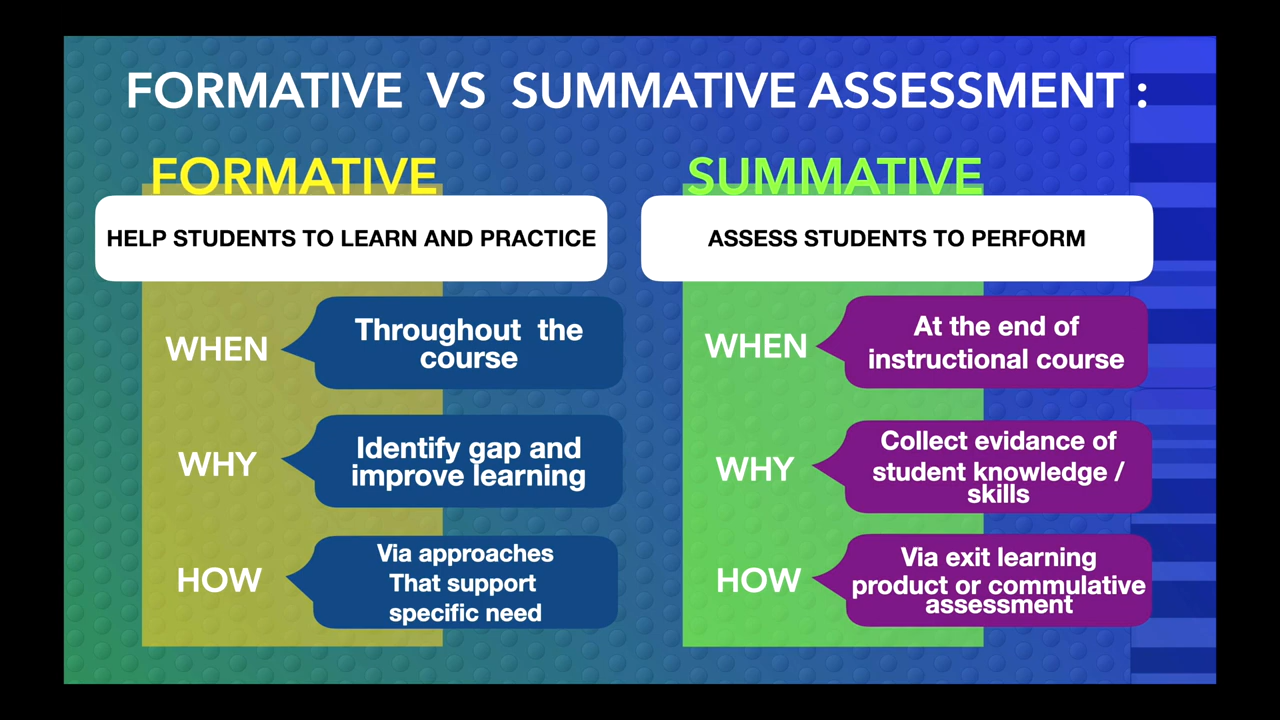 FORMATIVE VS SUMMATIVE ASSESSMENT :
FORMATIVE
HELP STUDENTS TO LEARN AND PRACTICE
WHEN
Throughout the
course
WHY
Identify gap and
improve learning
HOW
Via approaches
That support
specific need
SUMMATIVE
ASSESS STUDENTS TO PERFORM
WHEN
At the end of
instructional course
WHY
Collect evidance of
student knowledge /
skills
HOW
Via exit learning
product or commulative
assessment